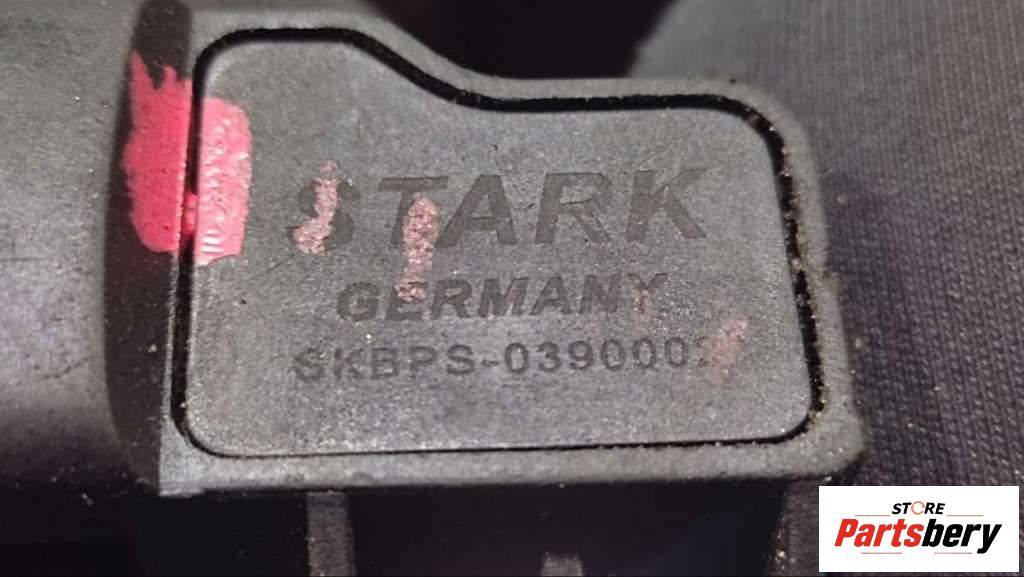 STARK
GERMANY
SKBPS-0390002
STORE
Partsbery